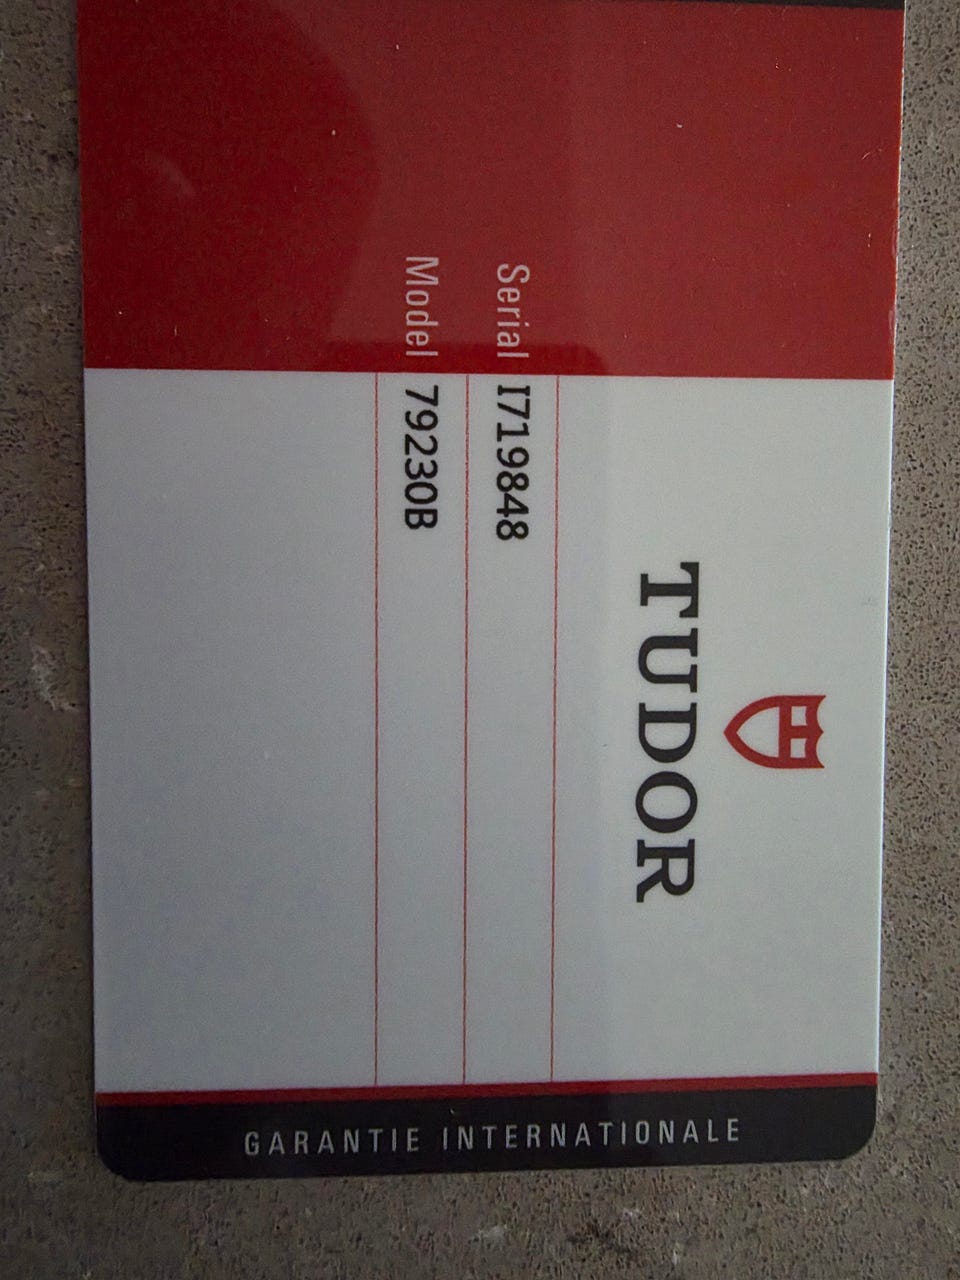 TUDOR
Serial I719848
Model 79230B
GARANTIE INTERNATIONALE